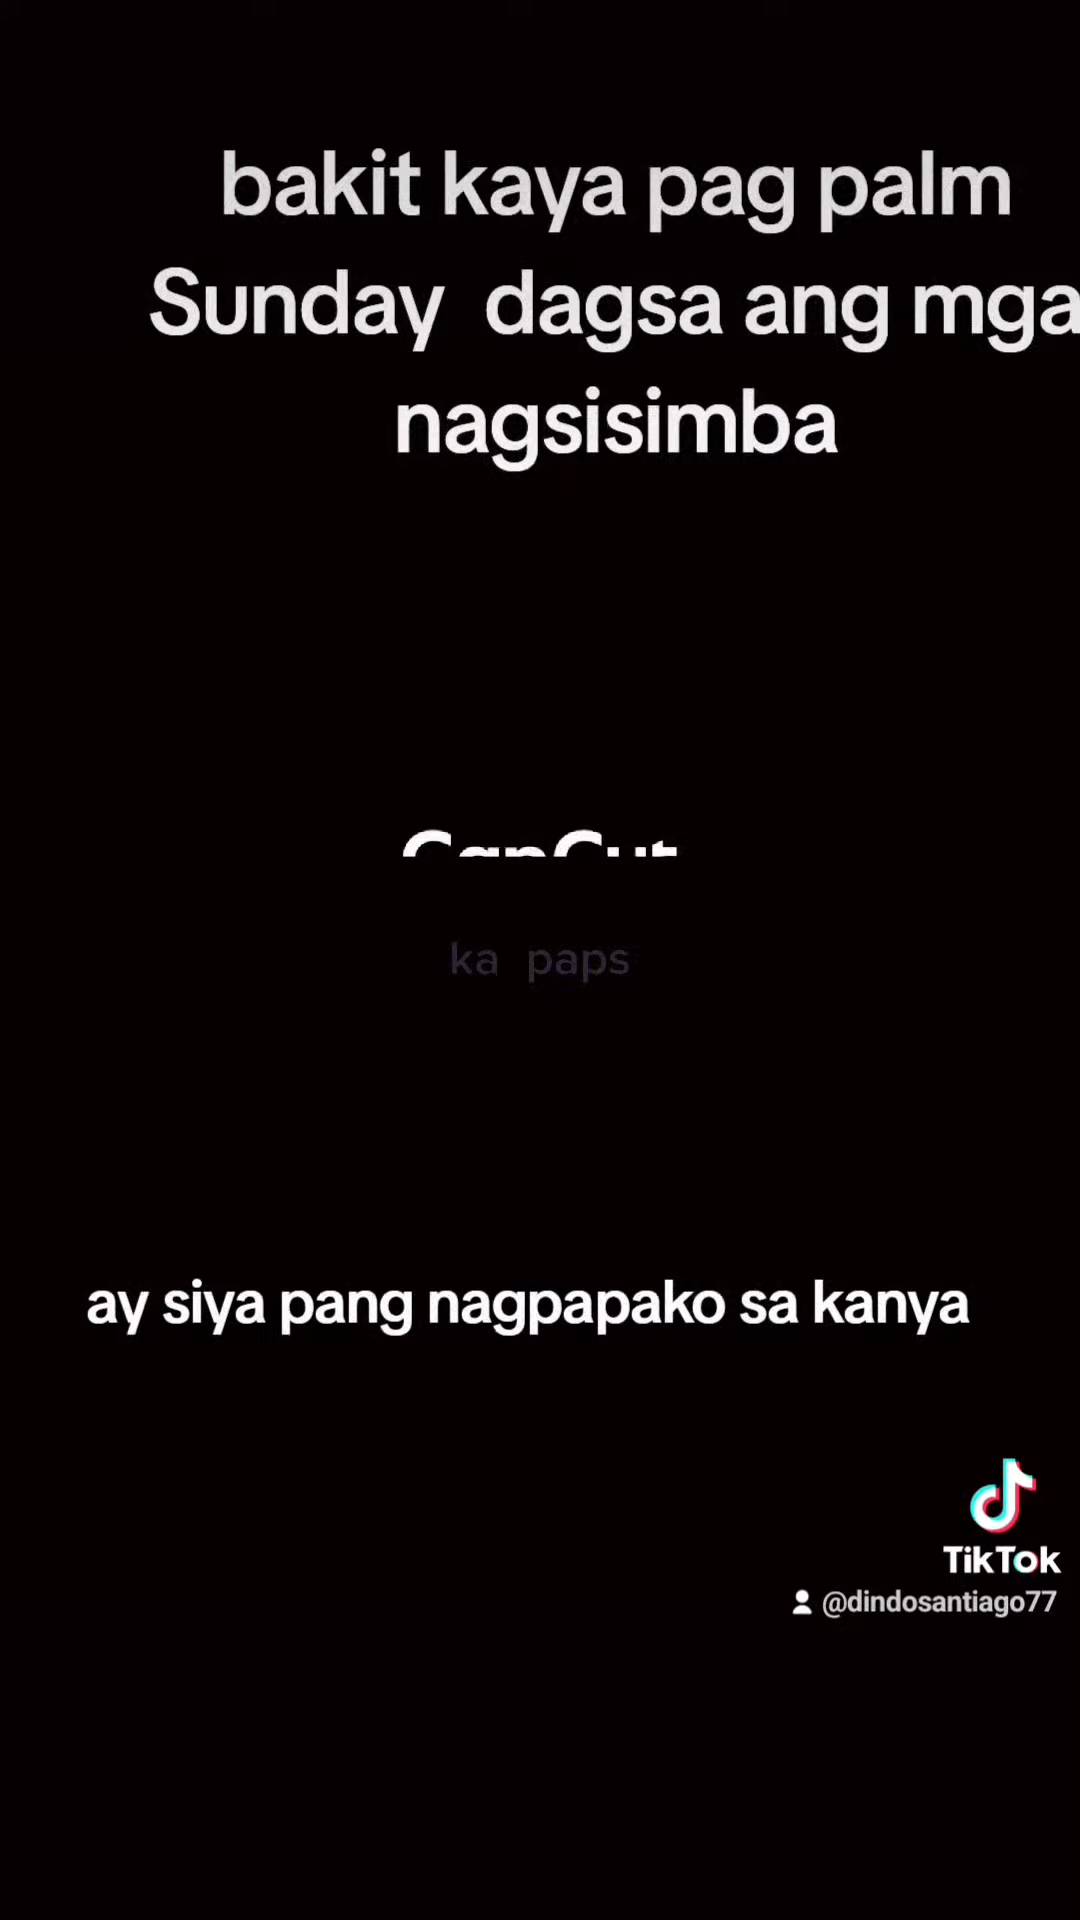 bakit kaya pag palm
Sunday dagsa ang mga
nagsisimba
CapCut
ka paps
ay siya pang nagpapako sa kanya
TikTok
@dindosantiago77